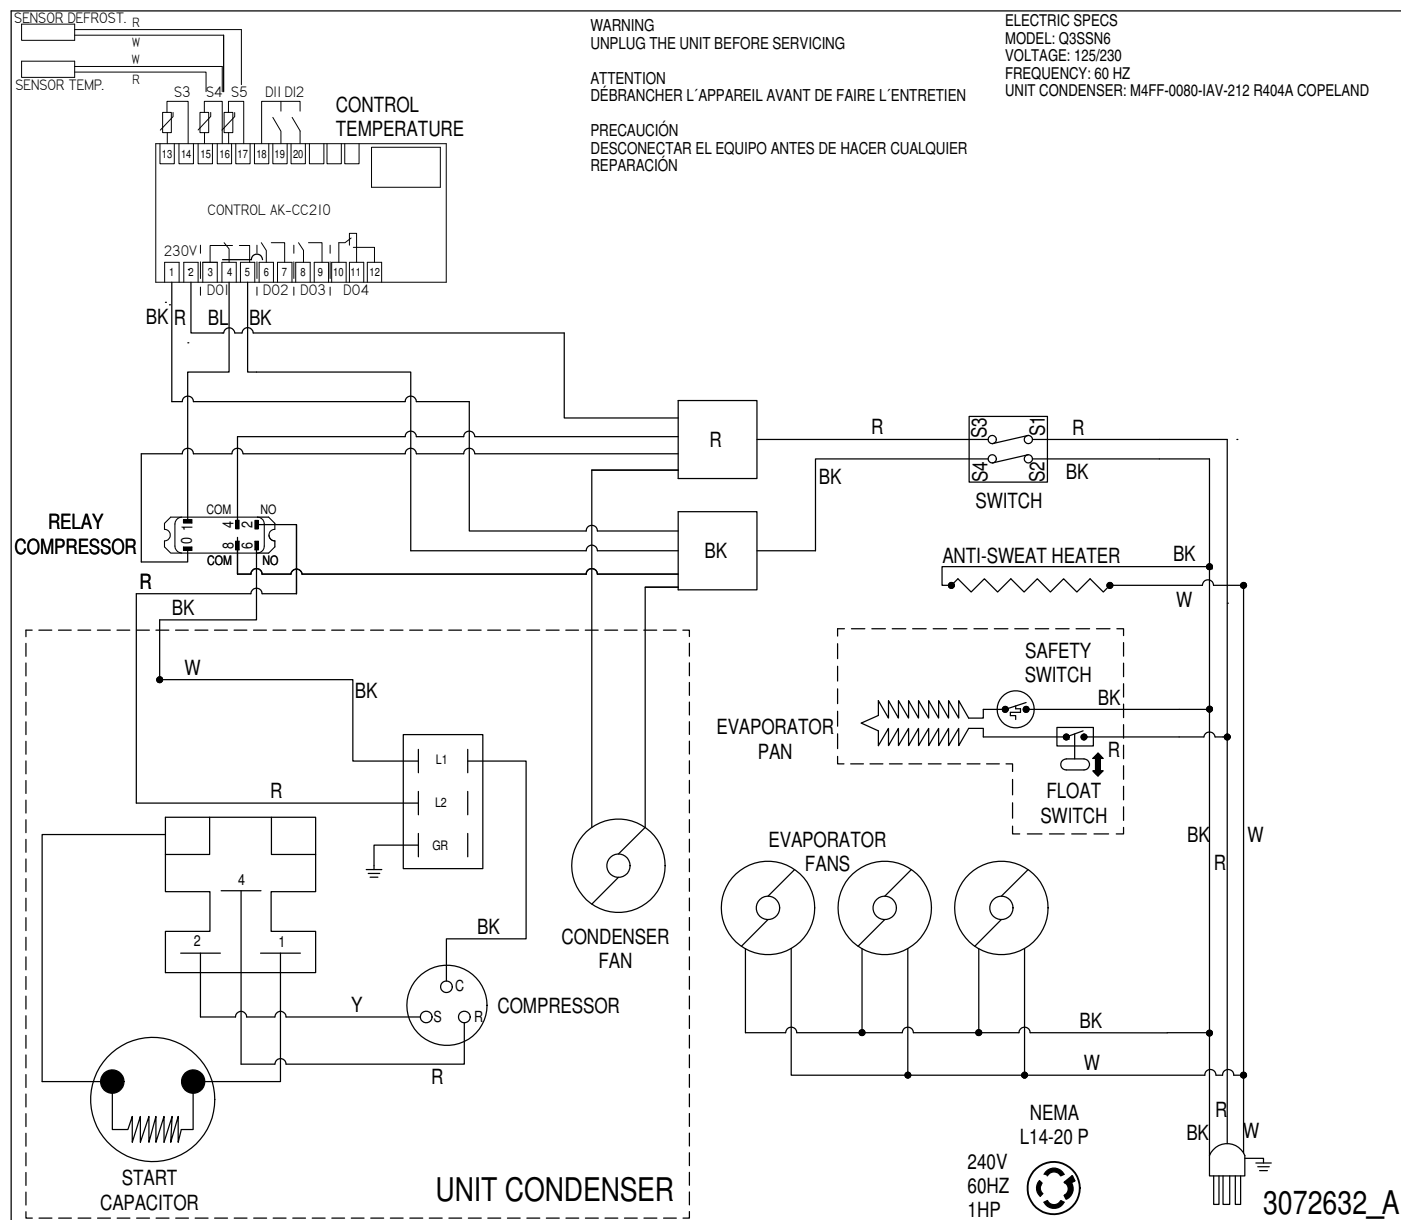 SENSOR DEFROST.
R
W
W
R
SENSOR TEMP.
S3 S4 S5 DI1 DI2
CONTROL
TEMPERATURE
13 14 15 16 17 18 19 20
CONTROL AK-CC210
230V
1 2 3 4 5 6 7 8 9 10 11 12
DO1 DO2 DO3 DO4
BK R BL BK
WARNING
UNPLUG THE UNIT BEFORE SERVICING
ATTENTION
DÉBRANCHER L´APPAREIL AVANT DE FAIRE L´ENTRETIEN
PRECAUCIÓN
DESCONECTAR EL EQUIPO ANTES DE HACER CUALQUIER
REPARACIÓN
ELECTRIC SPECS
MODEL: Q3SSN6
VOLTAGE: 125/230
FREQUENCY: 60 HZ
UNIT CONDENSER: M4FF-0080-IAV-212 R404A COPELAND
R
BK
R
BK
S3 S1
S4 S2
R
BK
SWITCH
RELAY
COMPRESSOR
COM NO
1 4 2
0 8 6
COM NO
R
BK
ANTI-SWEAT HEATER
BK
W
SAFETY
SWITCH
BK
EVAPORATOR
PAN
R
FLOAT
SWITCH
W
BK
L1
L2
GR
R
4
2 1
BK
C
S R
COMPRESSOR
Y
R
START
CAPACITOR
CONDENSER
FAN
UNIT CONDENSER
EVAPORATOR
FANS
BK
R
W
BK
W
NEMA
L14-20 P
240V
60HZ
1HP
R
BK
W
3072632_A